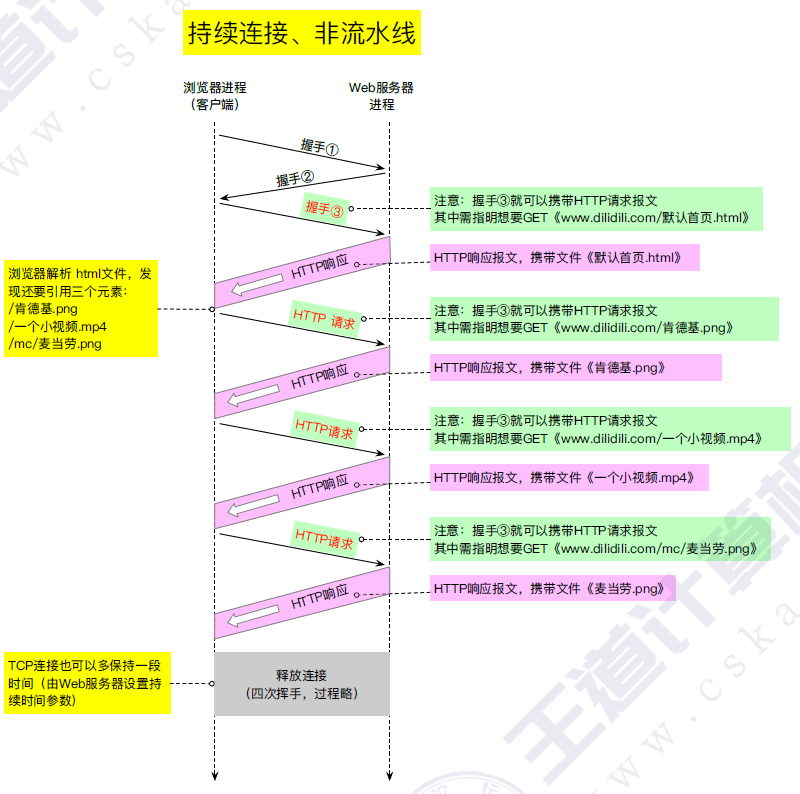 持续连接、非流水线
浏览器进程
（客户端）
Web服务器
进程
握手①
握手②
握手③
注意：握手③就可以携带HTTP请求报文
其中需指明想要GET《www.dilidili.com/默认首页.html》
HTTP响应
HTTP响应报文，携带文件《默认首页.html》
浏览器解析 html文件，发
现还要引用三个元素：
/肯德基.png
/一个小视频.mp4
/mc/麦当劳.png
HTTP 请求
注意：握手③就可以携带HTTP请求报文
其中需指明想要GET《www.dilidili.com/肯德基.png》
HTTP响应
HTTP响应报文，携带文件《肯德基.png》
HTTP请求
注意：握手③就可以携带HTTP请求报文
其中需指明想要GET《www.dilidili.com/一个小视频.mp4》
HTTP响应
HTTP响应报文，携带文件《一个小视频.mp4》
HTTP请求
注意：握手③就可以携带HTTP请求报文
其中需指明想要GET《www.dilidili.com/mc/麦当劳.png》
HTTP响应
HTTP响应报文，携带文件《麦当劳.png》
TCP连接也可以多保持一段
时间（由Web服务器设置持
续时间参数）
释放连接
（四次挥手，过程略）
王道计
www.cska
王道计算机
www.cska